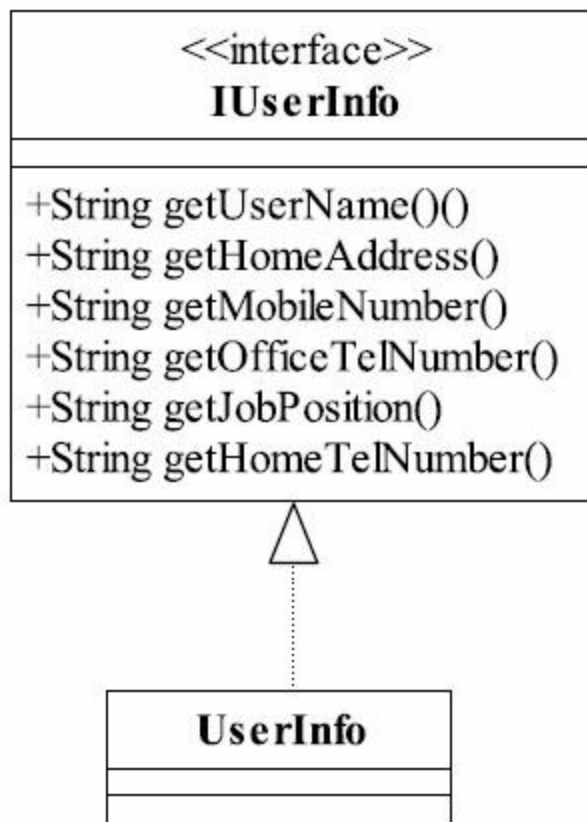 <<interface>>
IUserInfo
+String getUserName()()
+String getHomeAddress()
+String getMobileNumber()
+String getOfficeTelNumber()
+String getJobPosition()
+String getHomeTelNumber()
UserInfo